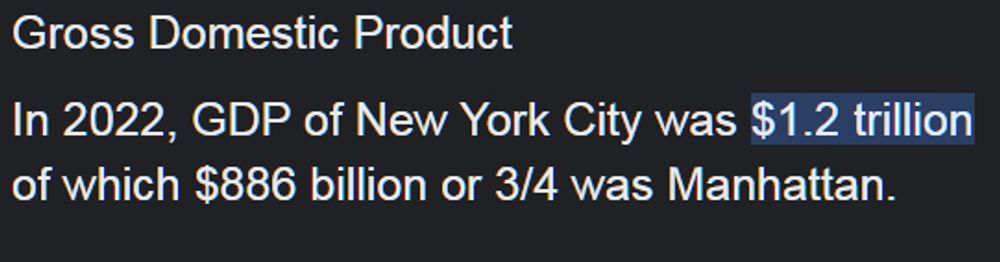 Gross Domestic Product
In 2022, GDP of New York City was $1.2 trillion
of which $886 billion or 3/4 was Manhattan.